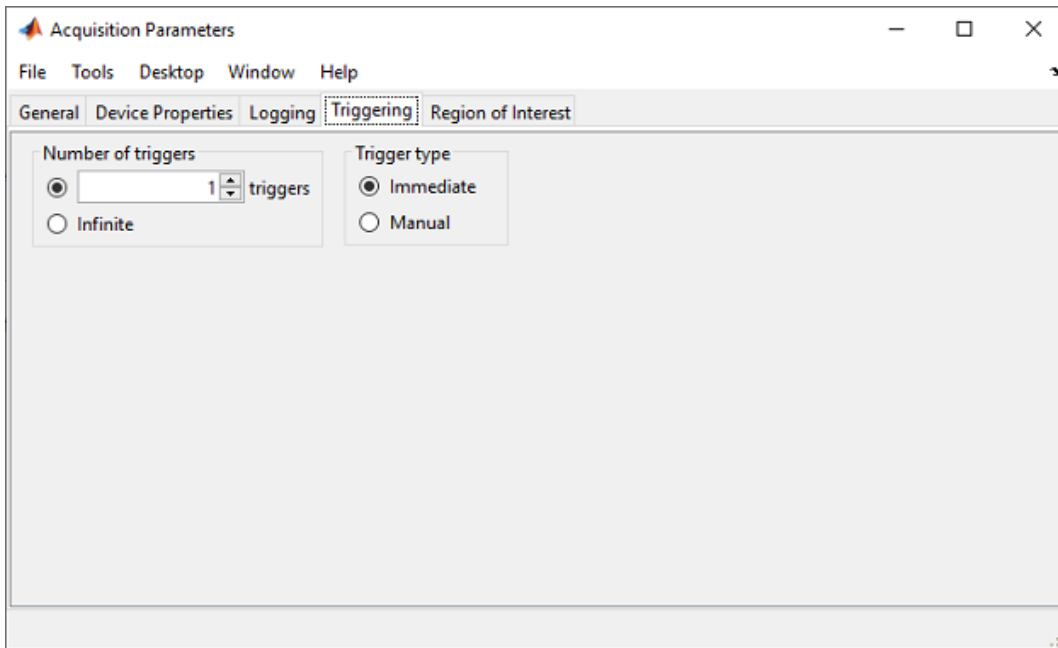 Acquisition Parameters
File Tools Desktop Window Help
General Device Properties Logging Triggering Region of Interest
Number of triggers
1 triggers
Infinite
Trigger type
Immediate
Manual